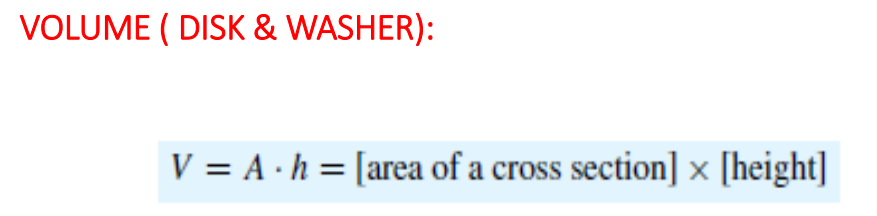 VOLUME ( DISK & WASHER):
V = A · h = [area of a cross section] × [height]